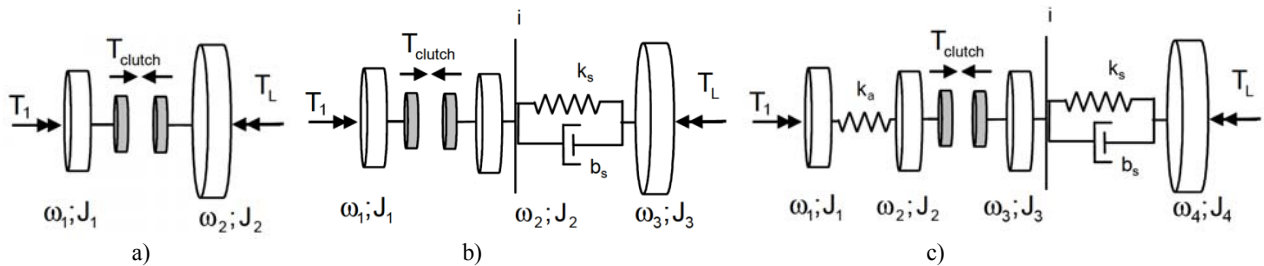 i
i
T_clutch
T_clutch
T_clutch
k_s
k_s
T_L
T_L
T_L
T_1
T_1
T_1
k_a
b_s
b_s
ω_1;J_1
ω_2;J_2
ω_1;J_1
ω_2;J_2
ω_3;J_3
ω_1;J_1
ω_2;J_2
ω_3;J_3
ω_4;J_4
a)
b)
c)